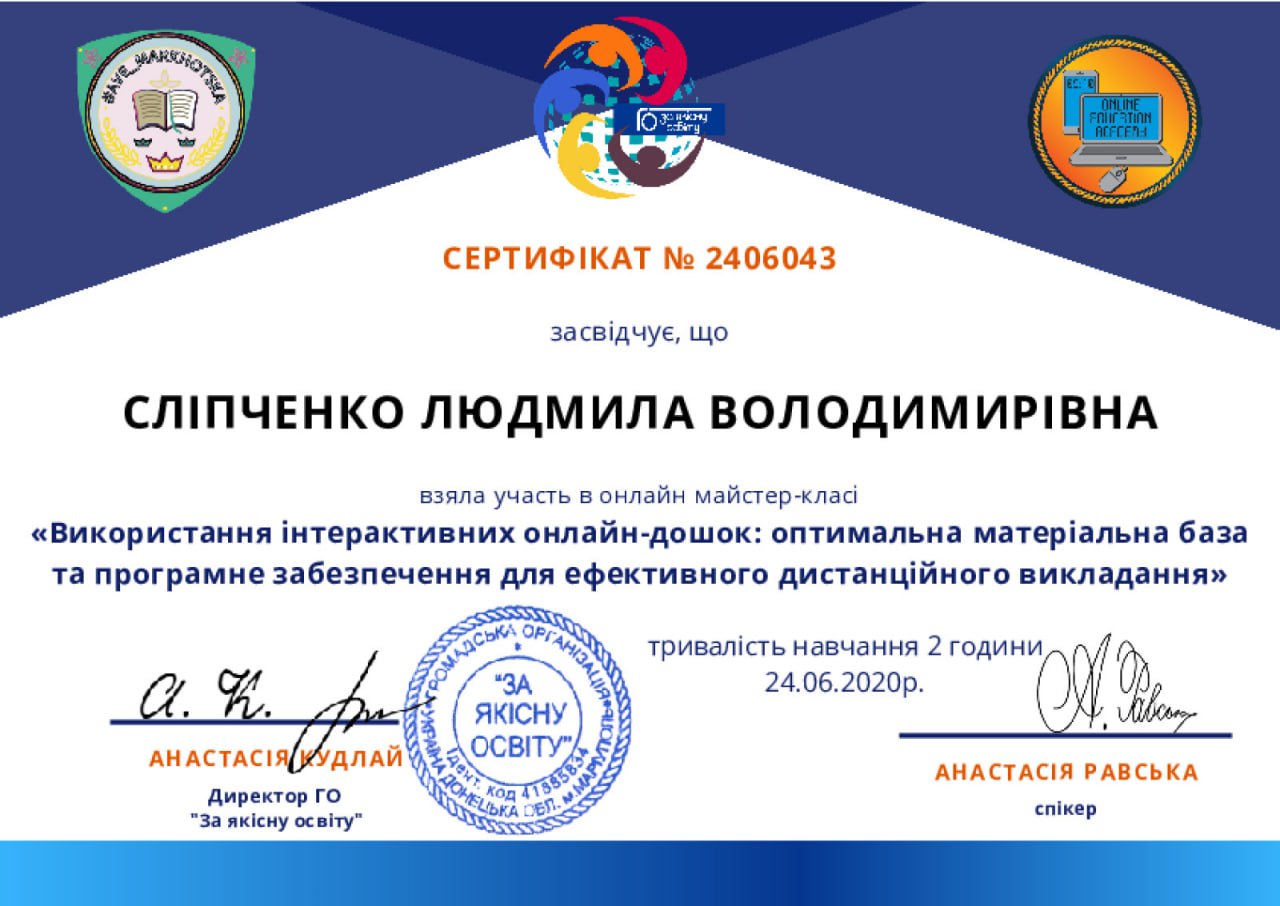 SAVE_MARKHOTSKA
за якісну
освіту
ONLINE
EDUCATION
ACADEMY
СЕРТИФІКАТ № 2406043
засвідчує, що
СЛІПЧЕНКО ЛЮДМИЛА ВОЛОДИМИРІВНА
взяла участь в онлайн майстер-класі
«Використання інтерактивних онлайн-дошок: оптимальна матеріальна база
та програмне забезпечення для ефективного дистанційного викладання»
тривалість навчання 2 години
24.06.2020р.
А. К.
АНАСТАСІЯ КУДЛАЙ
Директор ГО
"За якісну освіту"
ГРОМАДСЬКА ОРГАНІЗАЦІЯ
"ЗА
ЯКІСНУ
ОСВІТУ"
Ідент. код 41885834
УКРАЇНА ДОНЕЦЬКА ОБЛ. м.МАРІУПОЛЬ
А. Равська
АНАСТАСІЯ РАВСЬКА
спікер